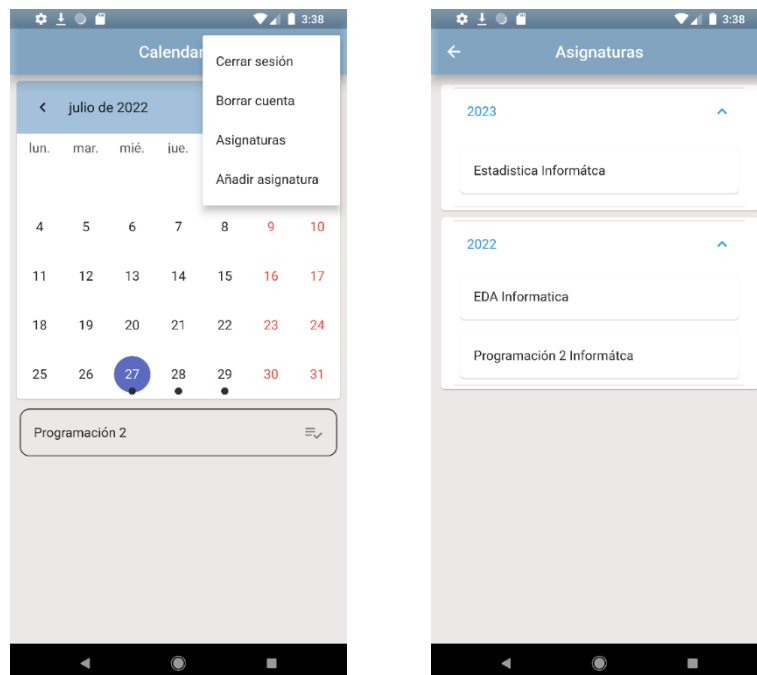 3:38
Calendar
Cerrar sesión
Borrar cuenta
Asignaturas
Añadir asignatura
julio de 2022
lun. mar. mié. jue.
4 5 6 7 8 9 10
11 12 13 14 15 16 17
18 19 20 21 22 23 24
25 26 27 28 29 30 31
Programación 2
3:38
Asignaturas
2023
Estadistica Informátca
2022
EDA Informatica
Programación 2 Informátca